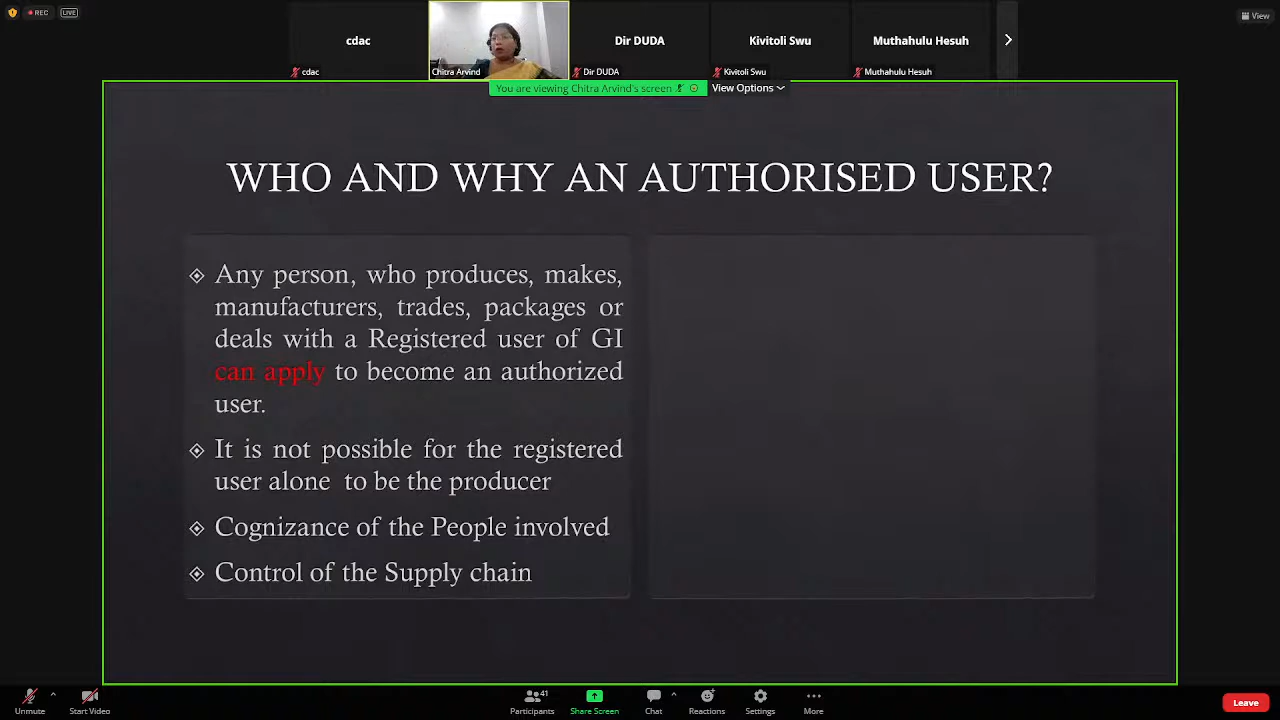 REC
LIVE
View
cdac
Dir DUDA
Kivitoli Swu
Muthahulu Hesuh
cdac
Chitra Arvind
Dir DUDA
Kivitoli Swu
Muthahulu Hesuh
You are viewing Chitra Arvind's screen
View Options
WHO AND WHY AN AUTHORISED USER?
Any person, who produces, makes,
manufacturers, trades, packages or
deals with a Registered user of GI
can apply to become an authorized
user.
It is not possible for the registered
user alone to be the producer
Cognizance of the People involved
Control of the Supply chain
Unmute
Start Video
41
Participants
Share Screen
Chat
Reactions
Settings
More
Leave